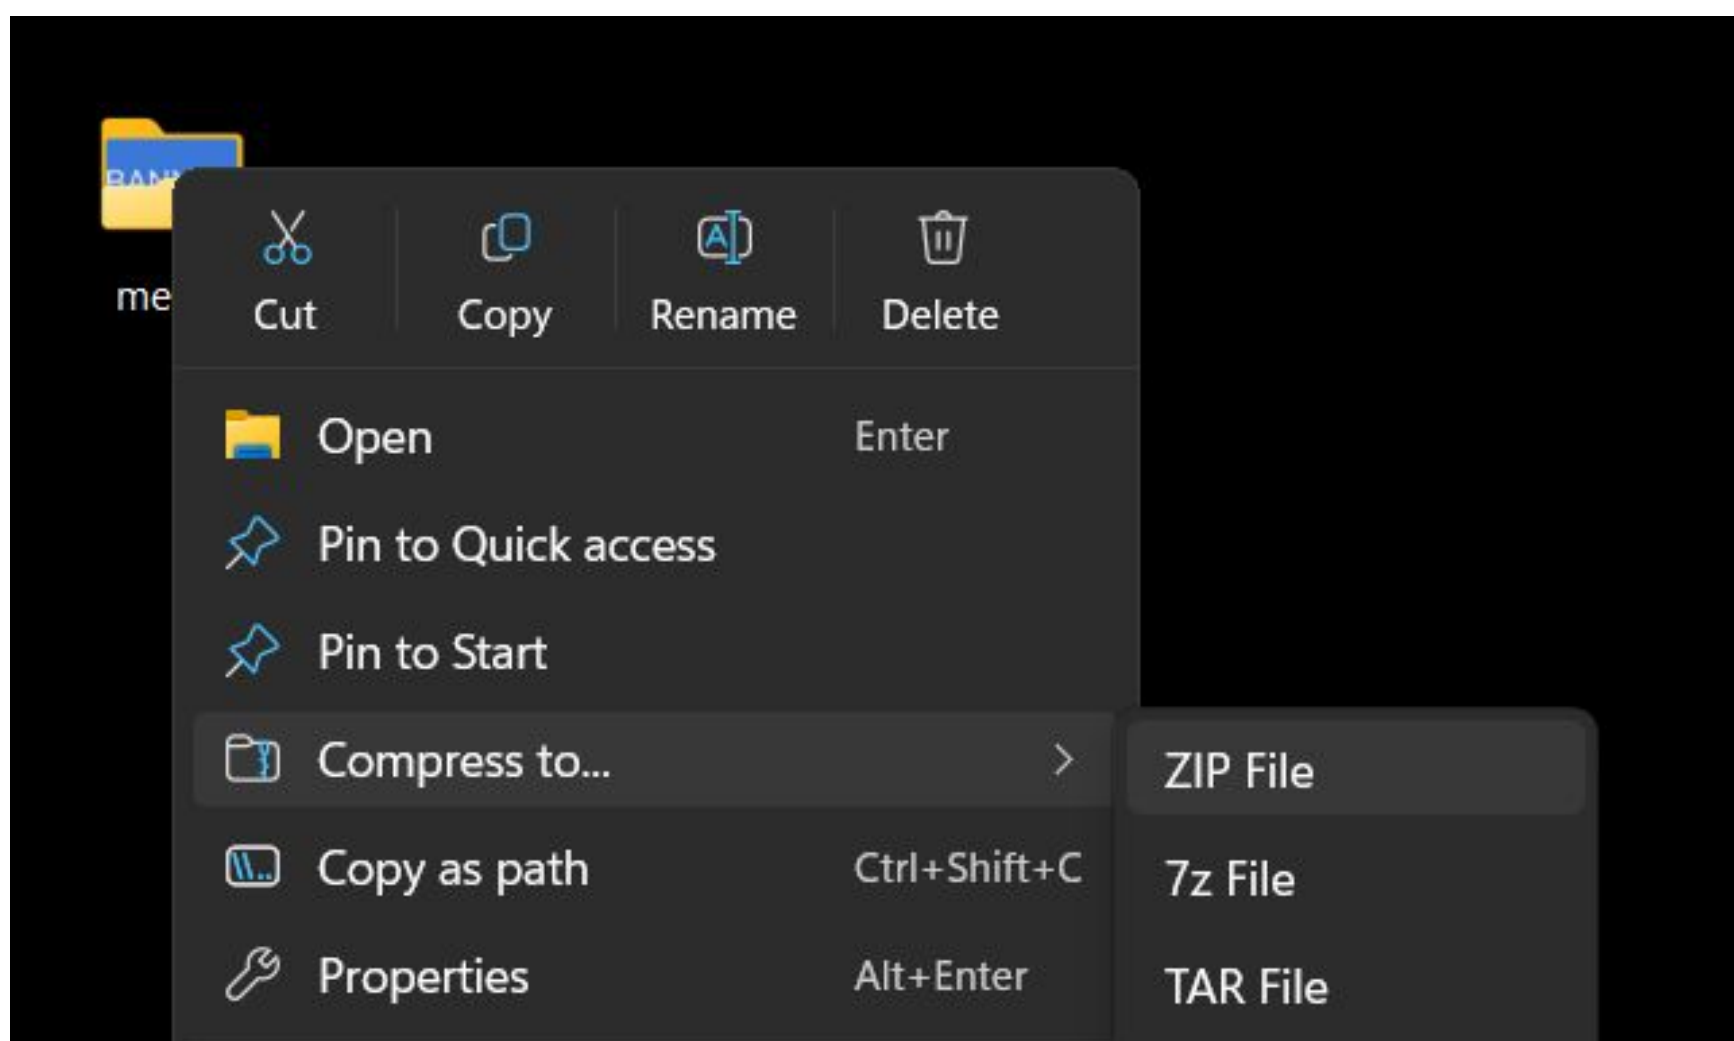 me
Cut
Copy
Rename
Delete
Open Enter
Pin to Quick access
Pin to Start
Compress to...
ZIP File
Copy as path Ctrl+Shift+C
7z File
Properties Alt+Enter
TAR File